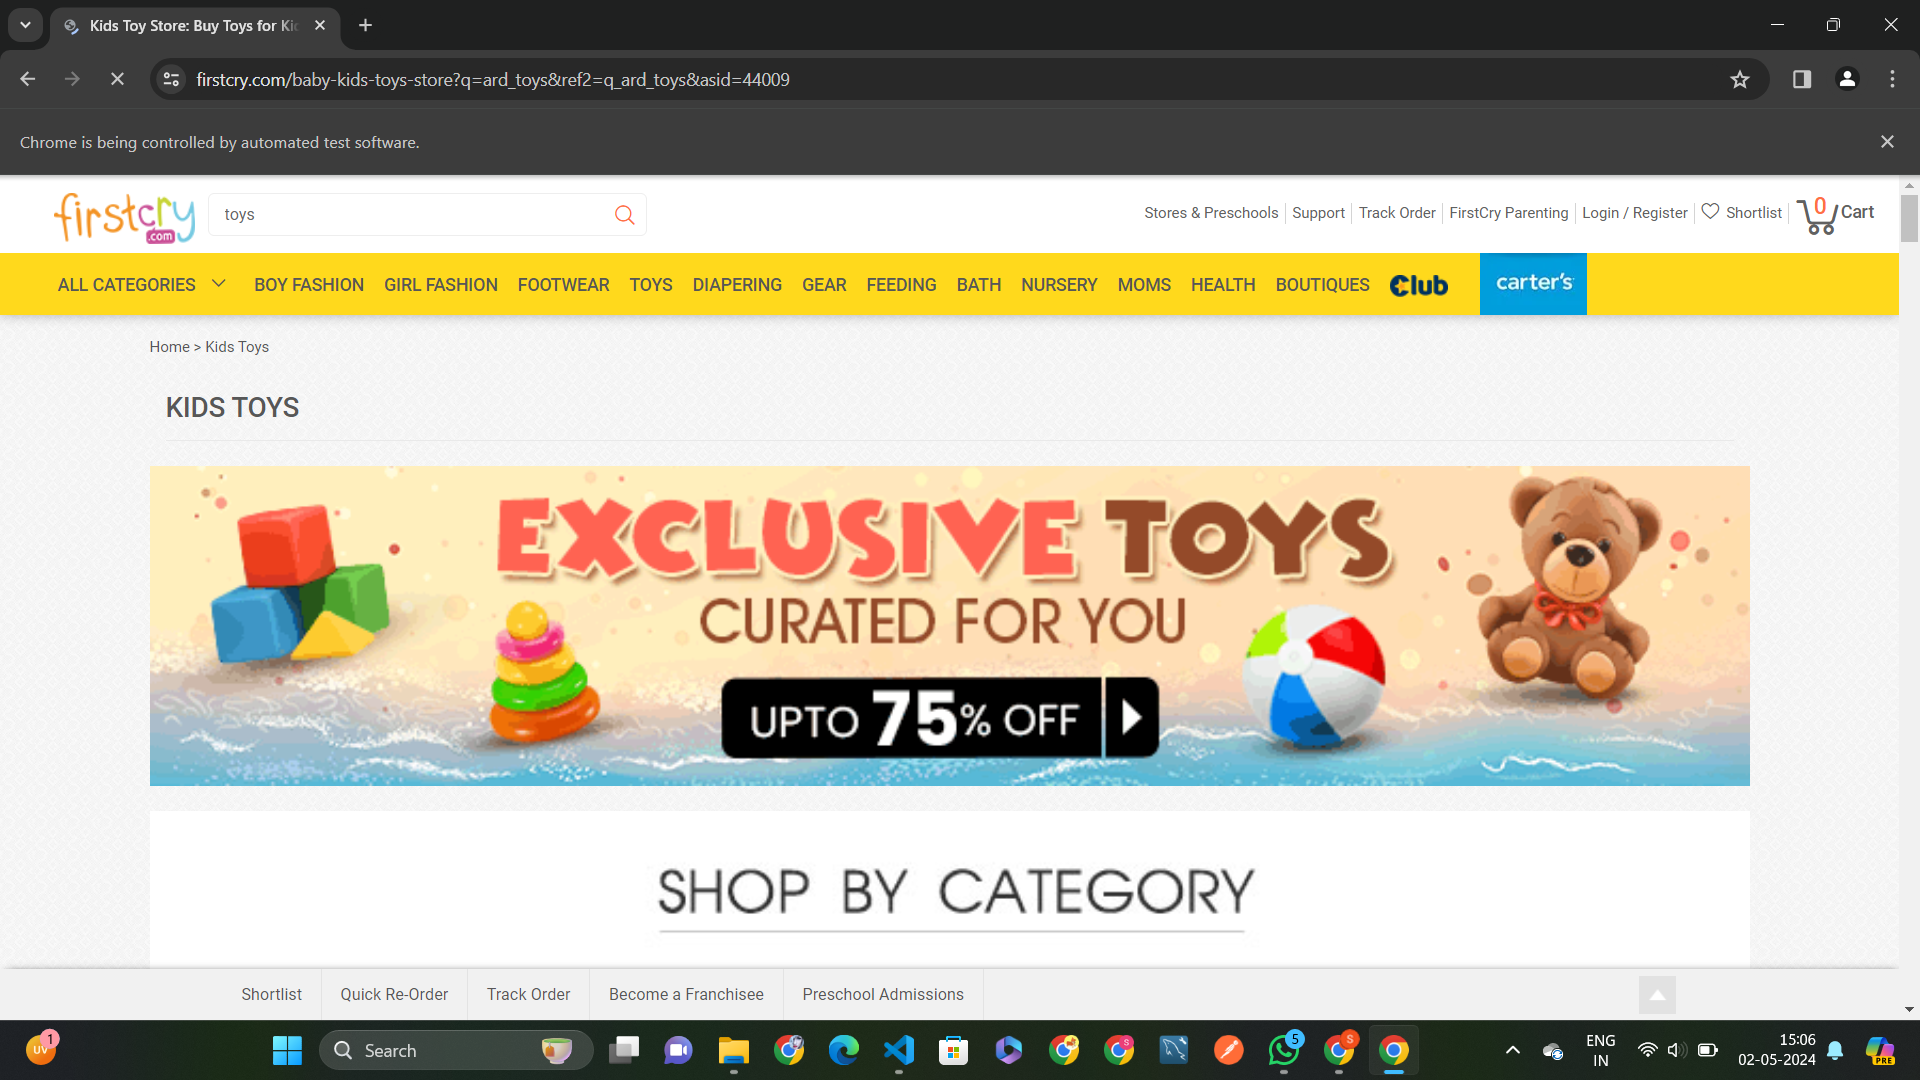 Kids Toy Store: Buy Toys for Kid
firstcry.com/baby-kids-toys-store?q=ard_toys&ref2=q_ard_toys&asid=44009
Chrome is being controlled by automated test software.
firstcry
.com
toys
Stores & Preschools
Support
Track Order
FirstCry Parenting
Login / Register
Shortlist
0
Cart
ALL CATEGORIES
BOY FASHION
GIRL FASHION
FOOTWEAR
TOYS
DIAPERING
GEAR
FEEDING
BATH
NURSERY
MOMS
HEALTH
BOUTIQUES
Club
carter's
Home > Kids Toys
KIDS TOYS
EXCLUSIVE TOYS
CURATED FOR YOU
UPTO 75% OFF
SHOP BY CATEGORY
Shortlist
Quick Re-Order
Track Order
Become a Franchisee
Preschool Admissions
UV
1
Search
S
5
S
ENG
IN
15:06
02-05-2024
PRE